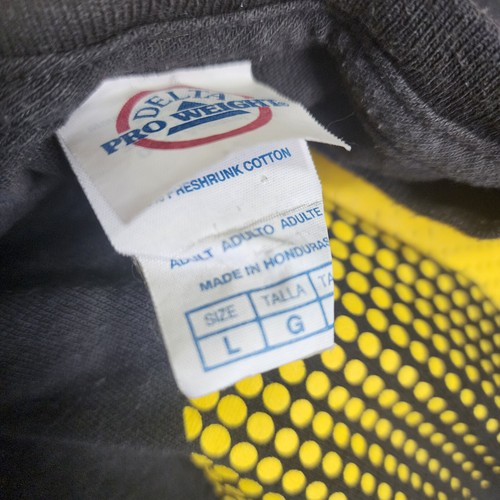 DELTA
PRO WEIGHT
PRESHRUNK COTTON
ADULT ADULTO ADULTE
MADE IN HONDURAS
SIZE TALLA
L G